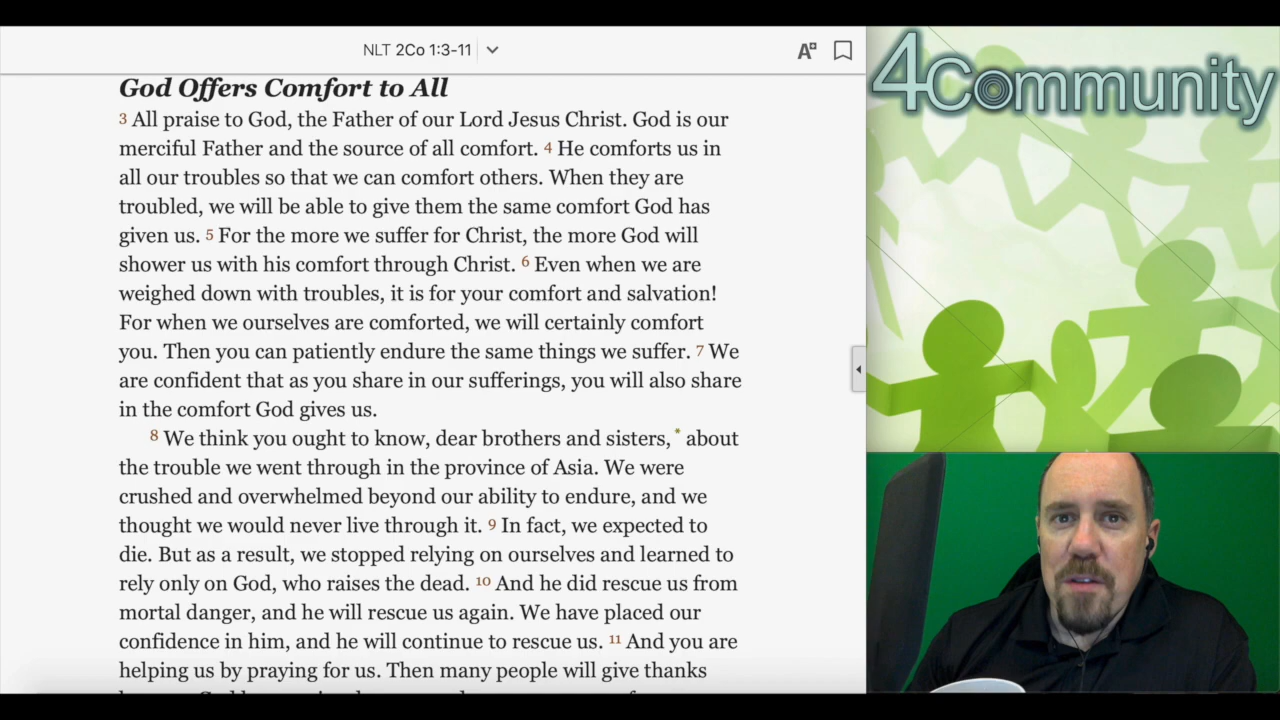 NLT 2Co 1:3-11
A
4Community
God Offers Comfort to All
3 All praise to God, the Father of our Lord Jesus Christ. God is our
merciful Father and the source of all comfort. 4 He comforts us in
all our troubles so that we can comfort others. When they are
troubled, we will be able to give them the same comfort God has
given us. 5 For the more we suffer for Christ, the more God will
shower us with his comfort through Christ. 6 Even when we are
weighed down with troubles, it is for your comfort and salvation!
For when we ourselves are comforted, we will certainly comfort
you. Then you can patiently endure the same things we suffer. 7 We
are confident that as you share in our sufferings, you will also share
in the comfort God gives us.
8 We think you ought to know, dear brothers and sisters,* about
the trouble we went through in the province of Asia. We were
crushed and overwhelmed beyond our ability to endure, and we
thought we would never live through it. 9 In fact, we expected to
die. But as a result, we stopped relying on ourselves and learned to
rely only on God, who raises the dead. 10 And he did rescue us from
mortal danger, and he will rescue us again. We have placed our
confidence in him, and he will continue to rescue us. 11 And you are
helping us by praying for us. Then many people will give thanks